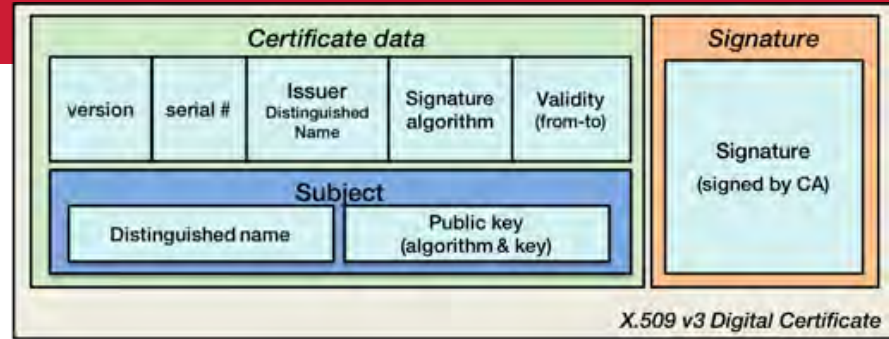 Certificate data
version
serial #
Issuer
Distinguished
Name
Signature
algorithm
Validity
(from-to)
Subject
Distinguished name
Public key
(algorithm & key)
Signature
Signature
(signed by CA)
X.509 v3 Digital Certificate